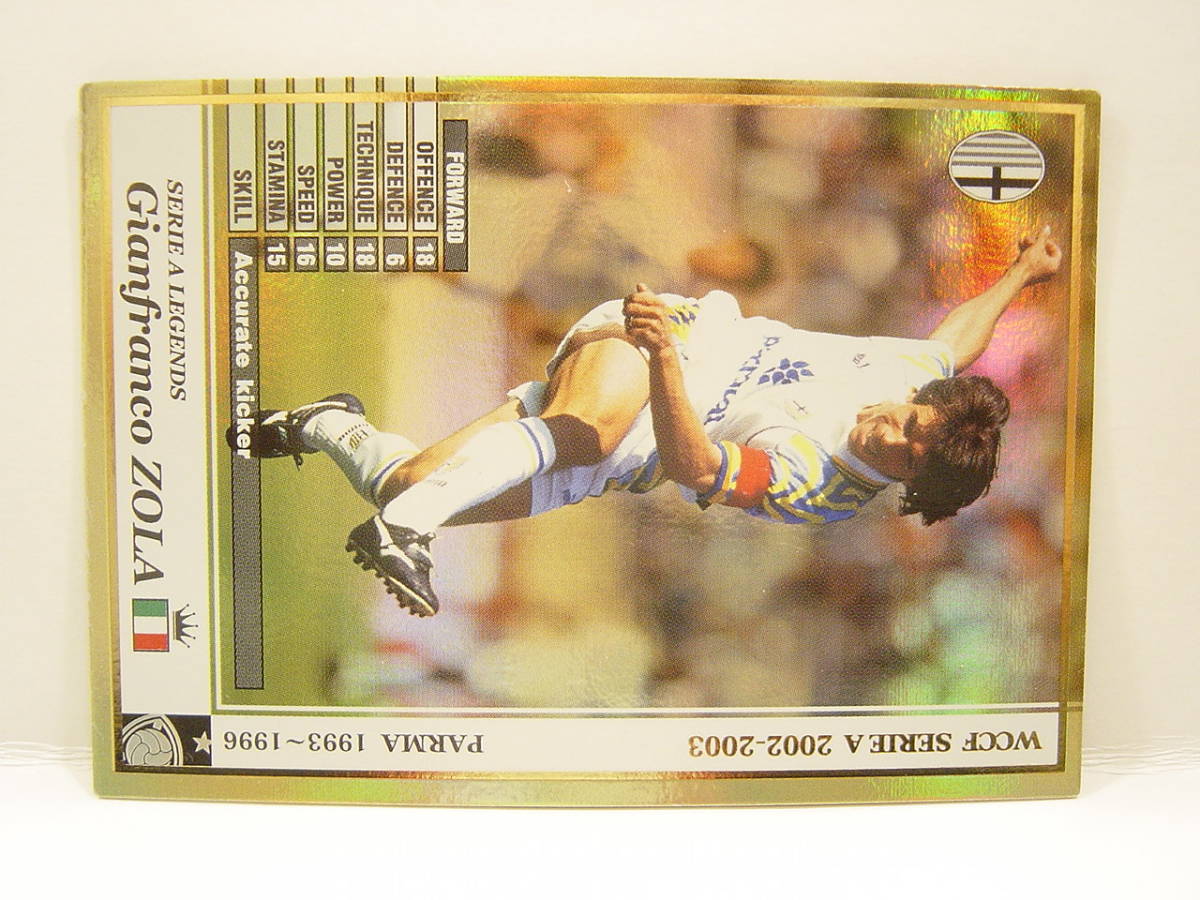 WCCF SERIE A 2002-2003
PARMA 1993~1996
FORWARD
OFFENCE 18
DEFENCE 6
TECHNIQUE 18
POWER 10
SPEED 16
STAMINA 15
SKILL Accurate kicker
SERIE A LEGENDS
Gianfranco ZOLA